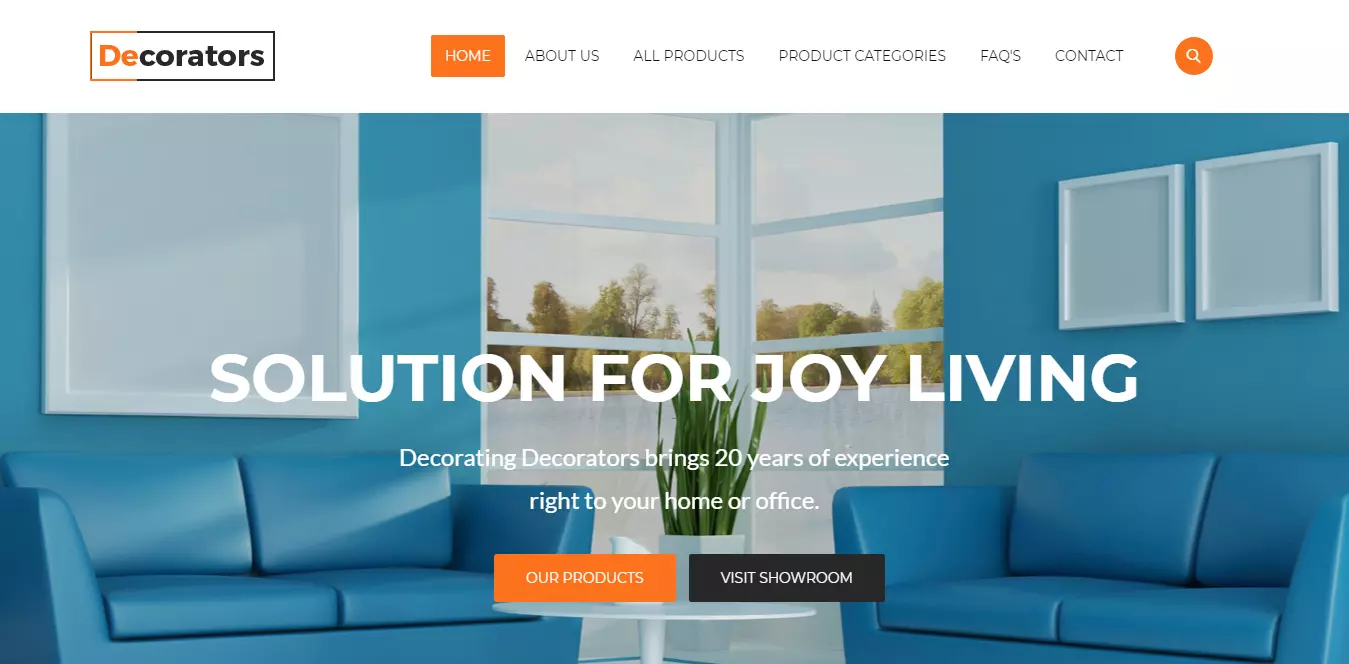 Decorators
HOME
ABOUT US
ALL PRODUCTS
PRODUCT CATEGORIES
FAQ'S
CONTACT
SOLUTION FOR JOY LIVING
Decorating Decorators brings 20 years of experience
right to your home or office.
OUR PRODUCTS
VISIT SHOWROOM